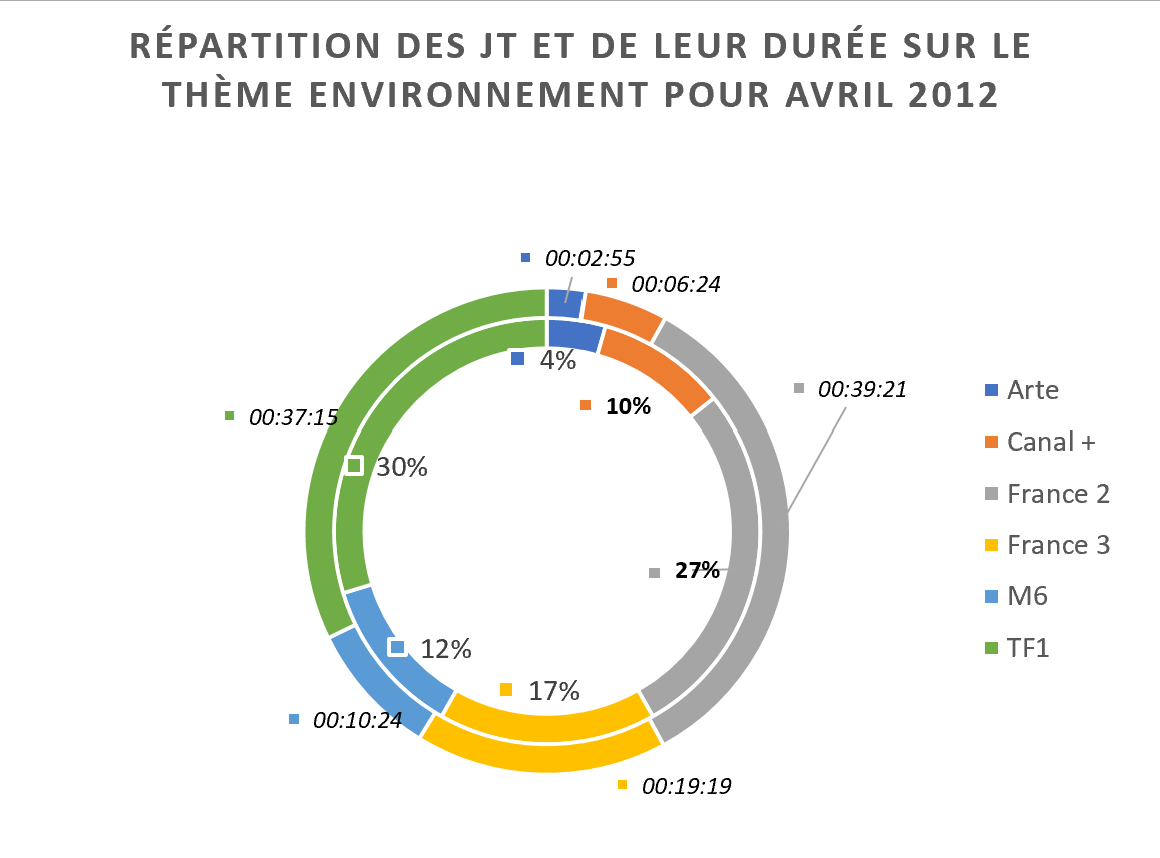 RÉPARTITION DES JT ET DE LEUR DURÉE SUR LE
THÈME ENVIRONNEMENT POUR AVRIL 2012
00:02:55
00:06:24
4%
00:39:21
10%
00:37:15
30%
27%
12%
17%
00:10:24
00:19:19
Arte
Canal +
France 2
France 3
M6
TF1